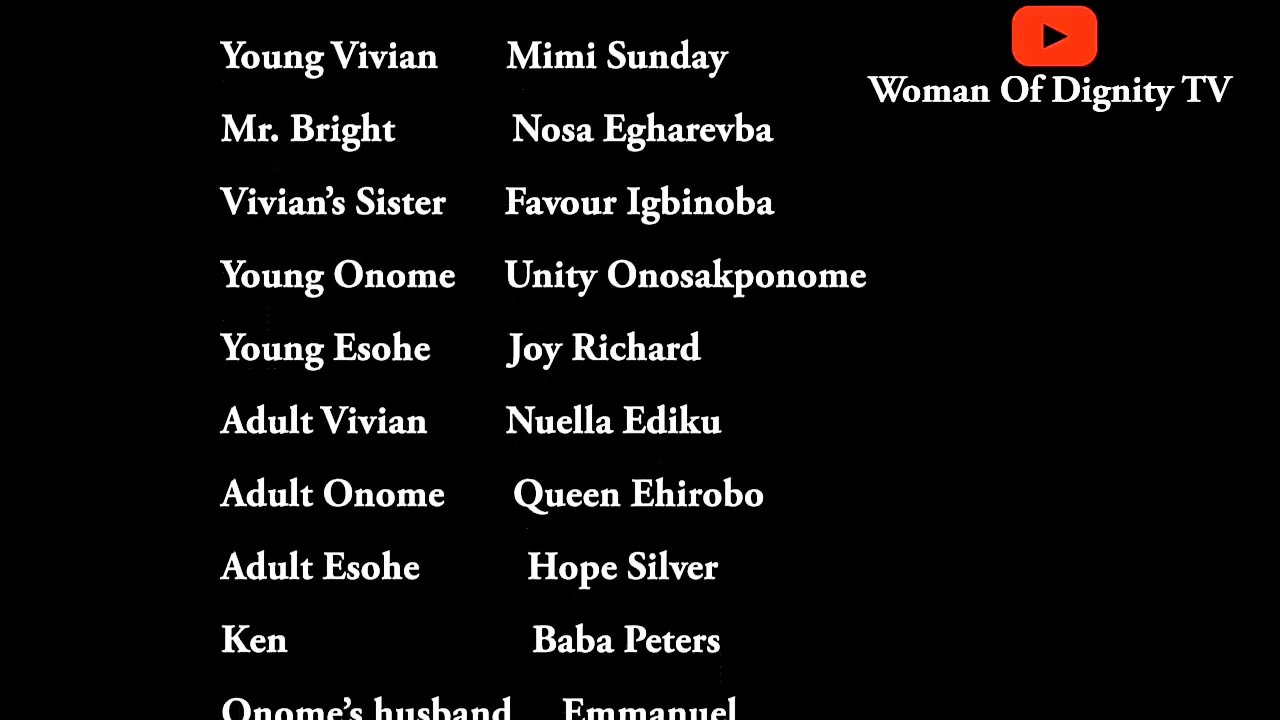 Young Vivian Mimi Sunday
Woman Of Dignity TV
Mr. Bright Nosa Egharevba
Vivian’s Sister Favour Igbinoba
Young Onome Unity Onosakponome
Young Esohe Joy Richard
Adult Vivian Nuella Ediku
Adult Onome Queen Ehirobo
Adult Esohe Hope Silver
Ken Baba Peters
Onome’s husband Emmanuel